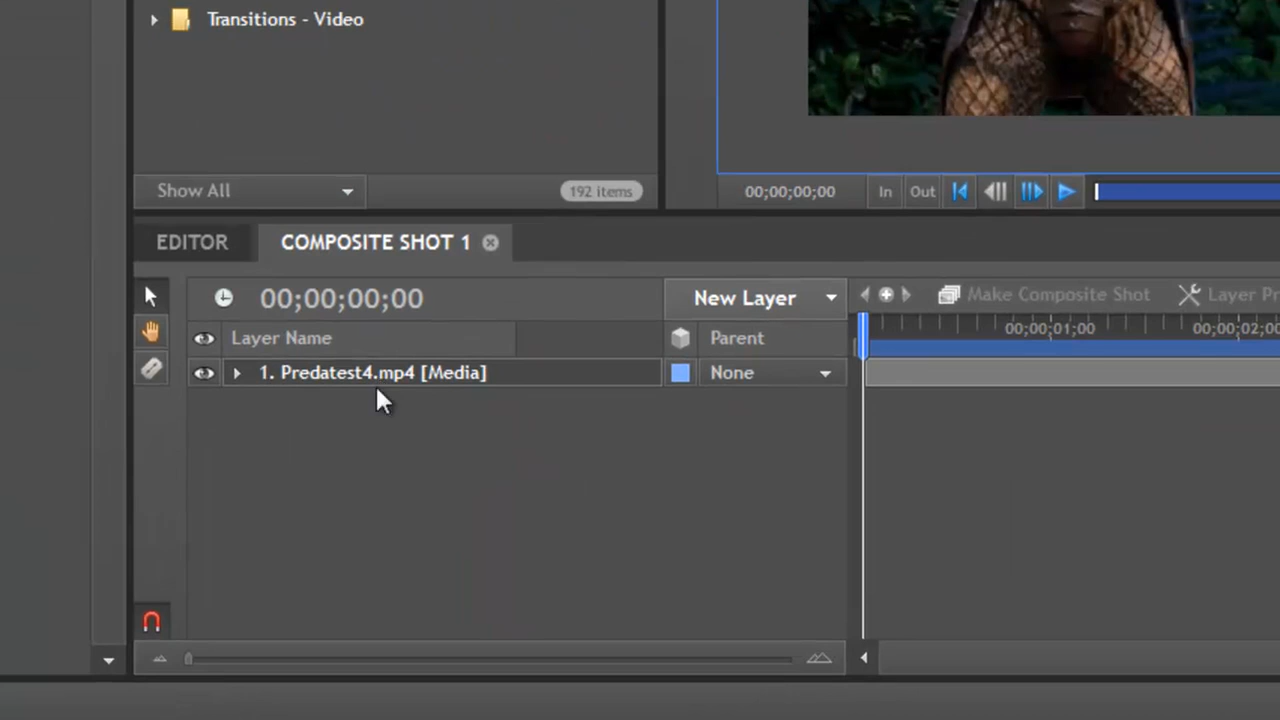 Transitions - Video
Show All
192 items
00;00;00;00
In
Out
EDITOR
COMPOSITE SHOT 1
00;00;00;00
New Layer
Make Composite Shot
Layer Pr
Layer Name
Parent
00;00;01;00
00;00;02;00
1. Predatest4.mp4 [Media]
None